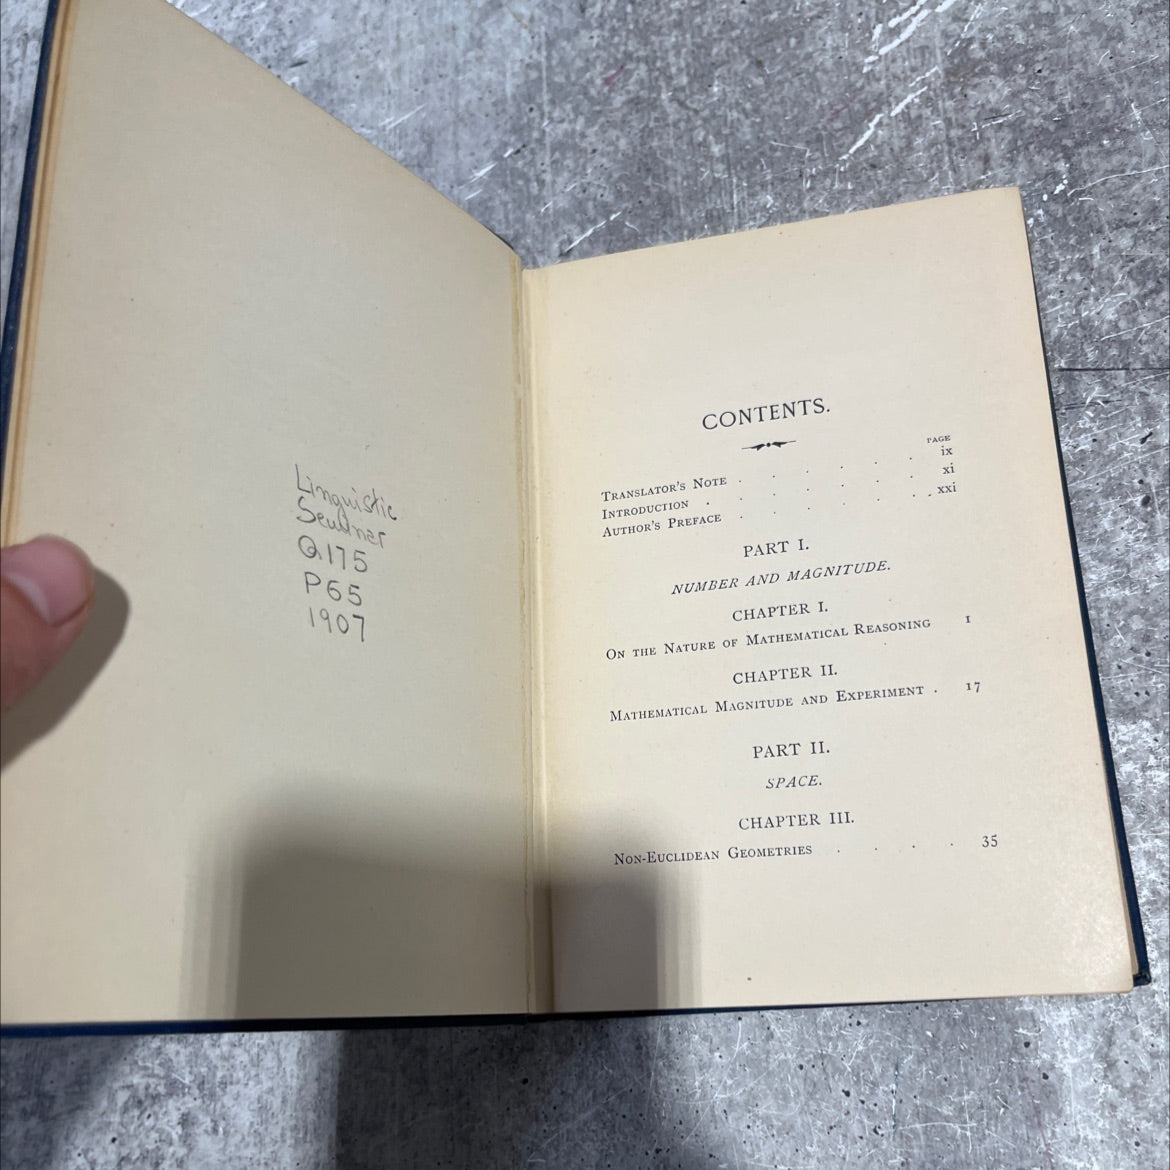 Linguistic
Q.175
P65
1907
CONTENTS.
PAGE
TRANSLATOR'S NOTE . . . . . . ix
INTRODUCTION . . . . . . xi
AUTHOR'S PREFACE . . . . . . xxi
PART I.
NUMBER AND MAGNITUDE.
CHAPTER I.
ON THE NATURE OF MATHEMATICAL REASONING 1
CHAPTER II.
MATHEMATICAL MAGNITUDE AND EXPERIMENT . 17
PART II.
SPACE.
CHAPTER III.
NON-EUCLIDEAN GEOMETRIES . . . . 35